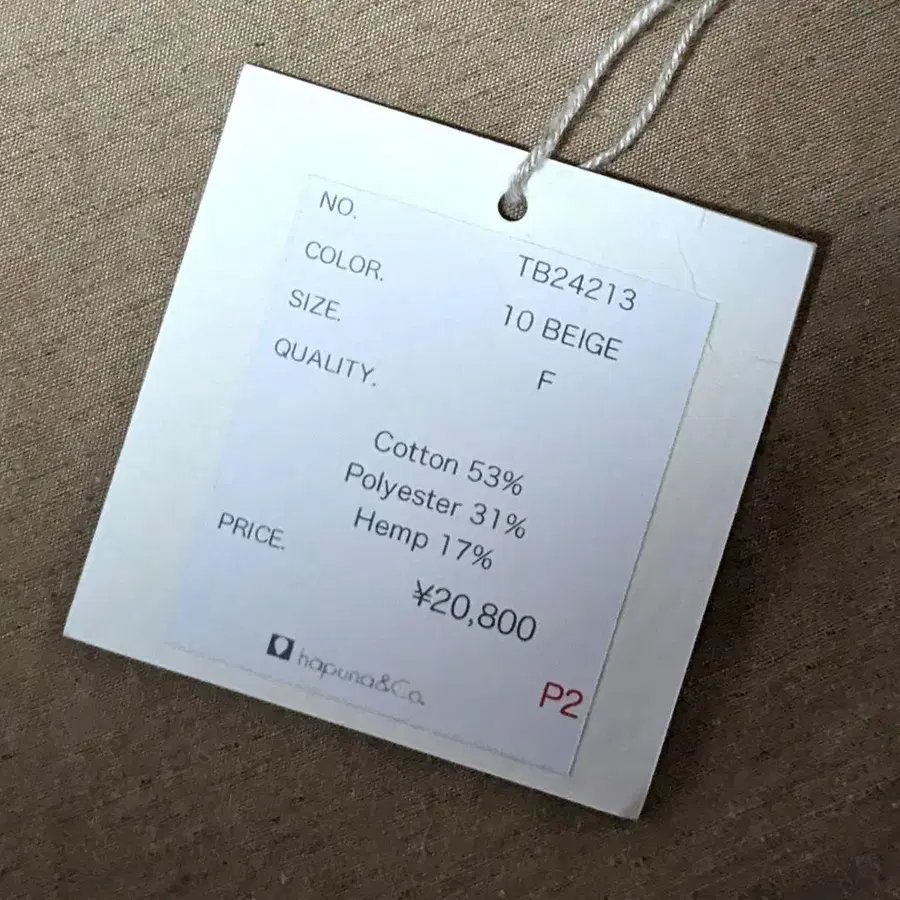 NO. TB24213
COLOR. 10 BEIGE
SIZE. F
QUALITY.
Cotton 53%
Polyester 31%
Hemp 17%
PRICE. ¥20,800
hapuna&Co.
P2